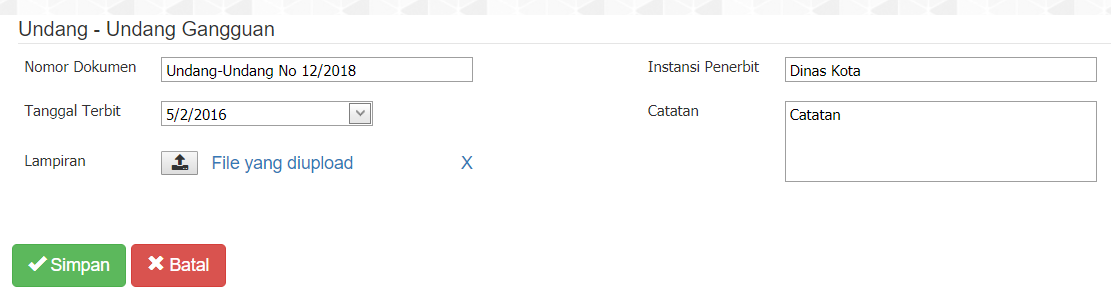 Undang - Undang Gangguan
Nomor Dokumen
Undang-Undang No 12/2018
Instansi Penerbit
Dinas Kota
Tanggal Terbit
5/2/2016
Catatan
Catatan
Lampiran
File yang diupload
X
Simpan
Batal